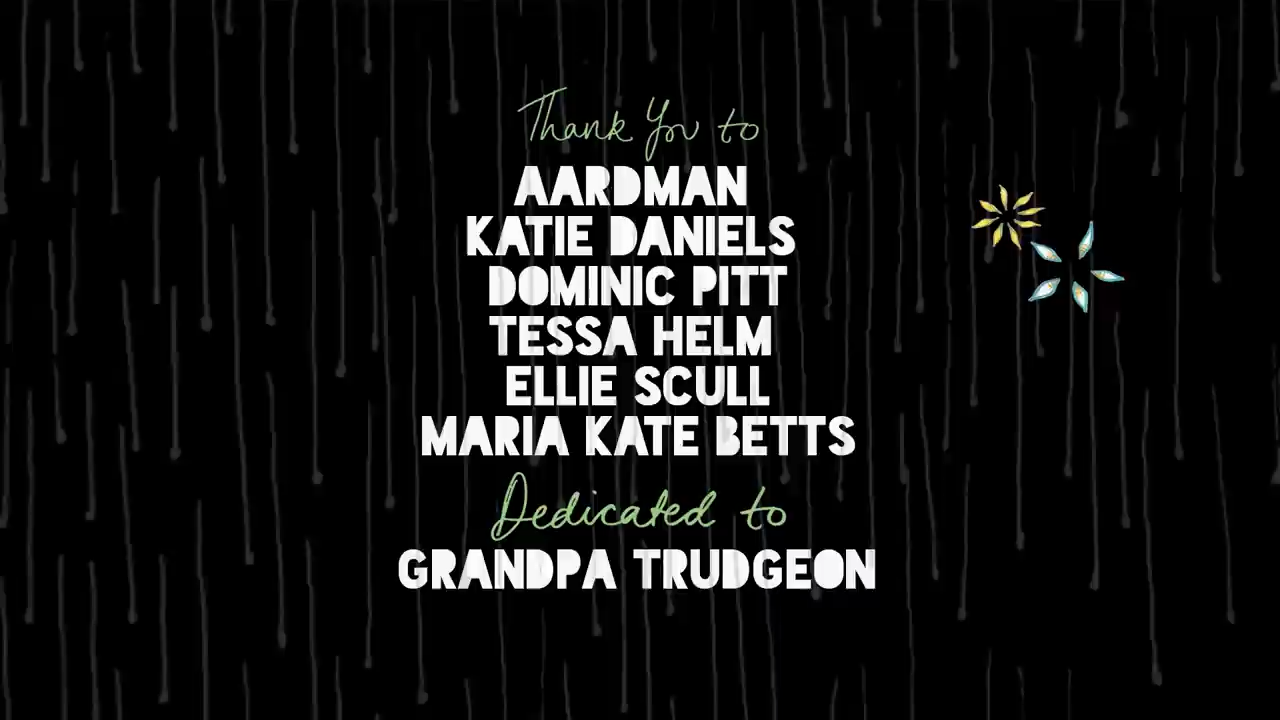 Thank You to
AARDMAN
KATIE DANIELS
DOMINIC PITT
TESSA HELM
ELLIE SCULL
MARIA KATE BETTS
Dedicated to
GRANDPA TRUDGEON